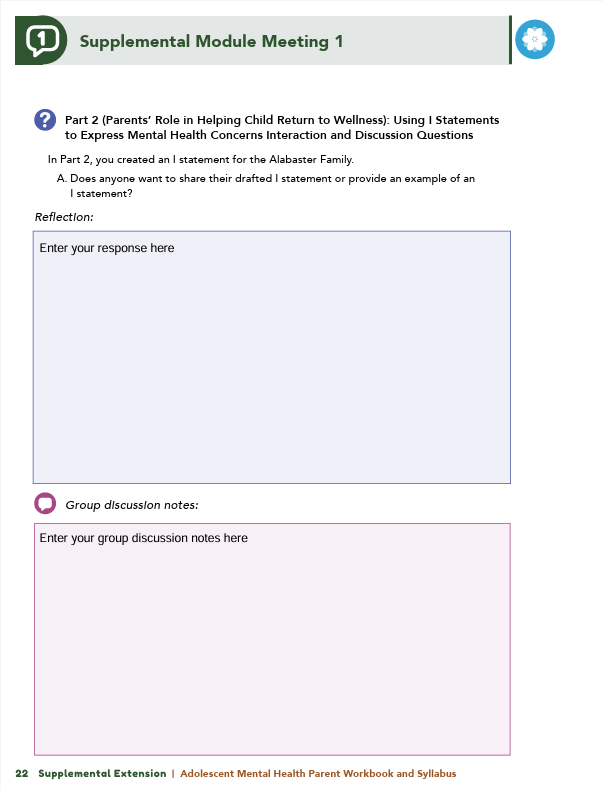 1
Supplemental Module Meeting 1
?
Part 2 (Parents’ Role in Helping Child Return to Wellness): Using I Statements
to Express Mental Health Concerns Interaction and Discussion Questions
In Part 2, you created an I statement for the Alabaster Family.
A. Does anyone want to share their drafted I statement or provide an example of an
I statement?
Reflection:
Enter your response here
Group discussion notes:
Enter your group discussion notes here
22 Supplemental Extension | Adolescent Mental Health Parent Workbook and Syllabus